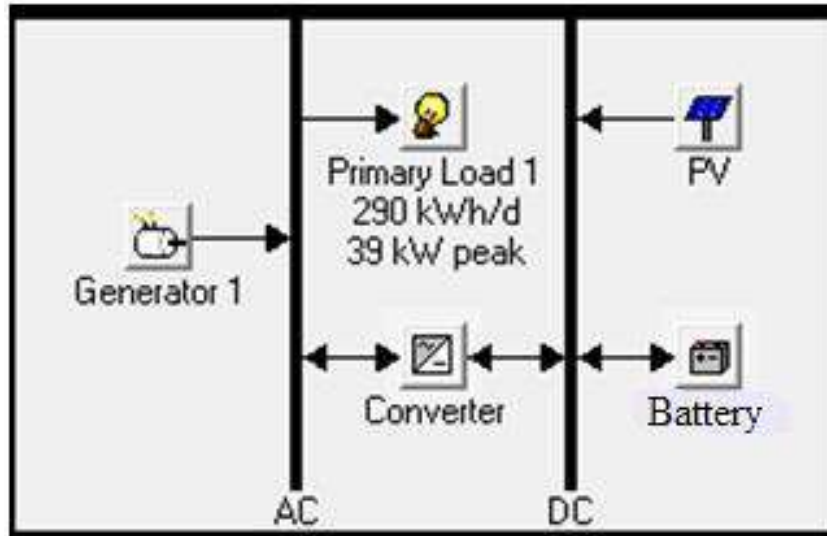 Primary Load 1
290 kWh/d
39 kW peak
PV
Generator 1
Converter
Battery
AC
DC